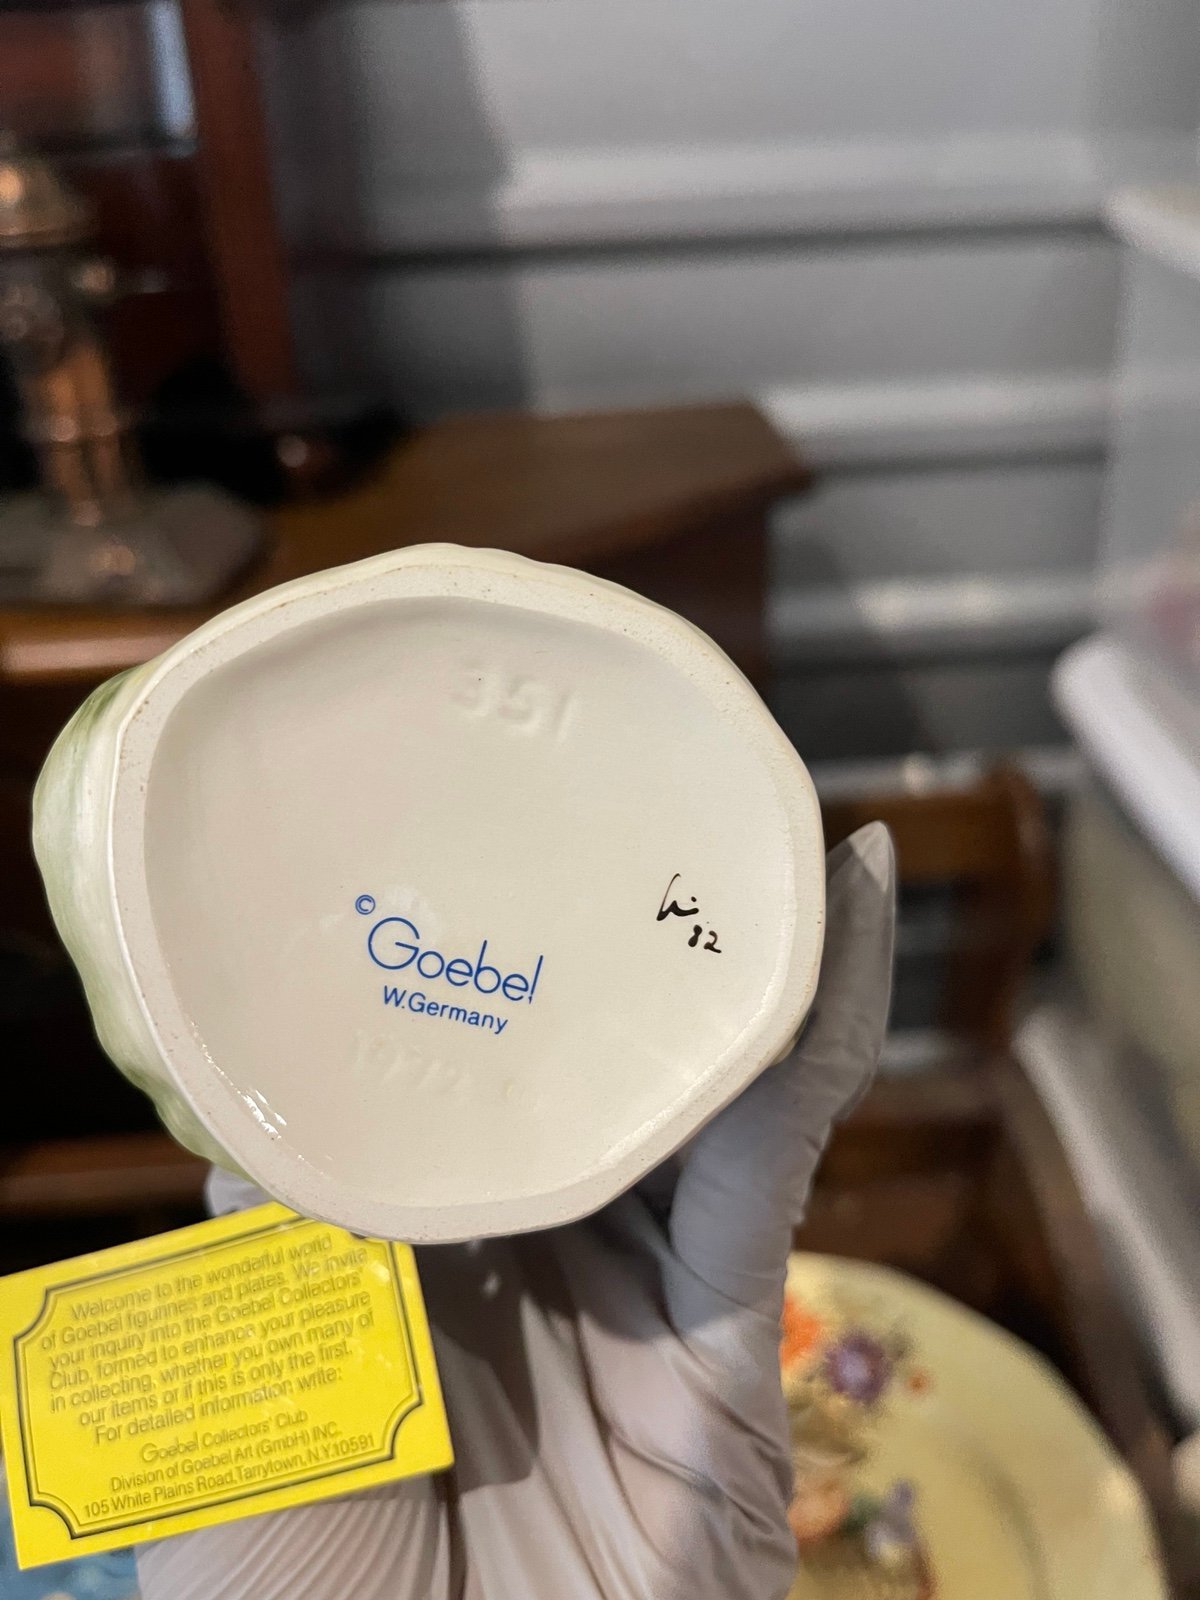 351
© Goebel
W.Germany
82
Welcome to the wonderful world
of Goebel figurines and plates. We invite
your inquiry into the Goebel Collectors'
Club, formed to enhance your pleasure
in collecting, whether you own many of
our items or if this is only the first.
For detailed information write:
Goebel Collectors' Club
Division of Goebel Art (GmbH) INC.
105 White Plains Road, Tarrytown, N.Y. 10591